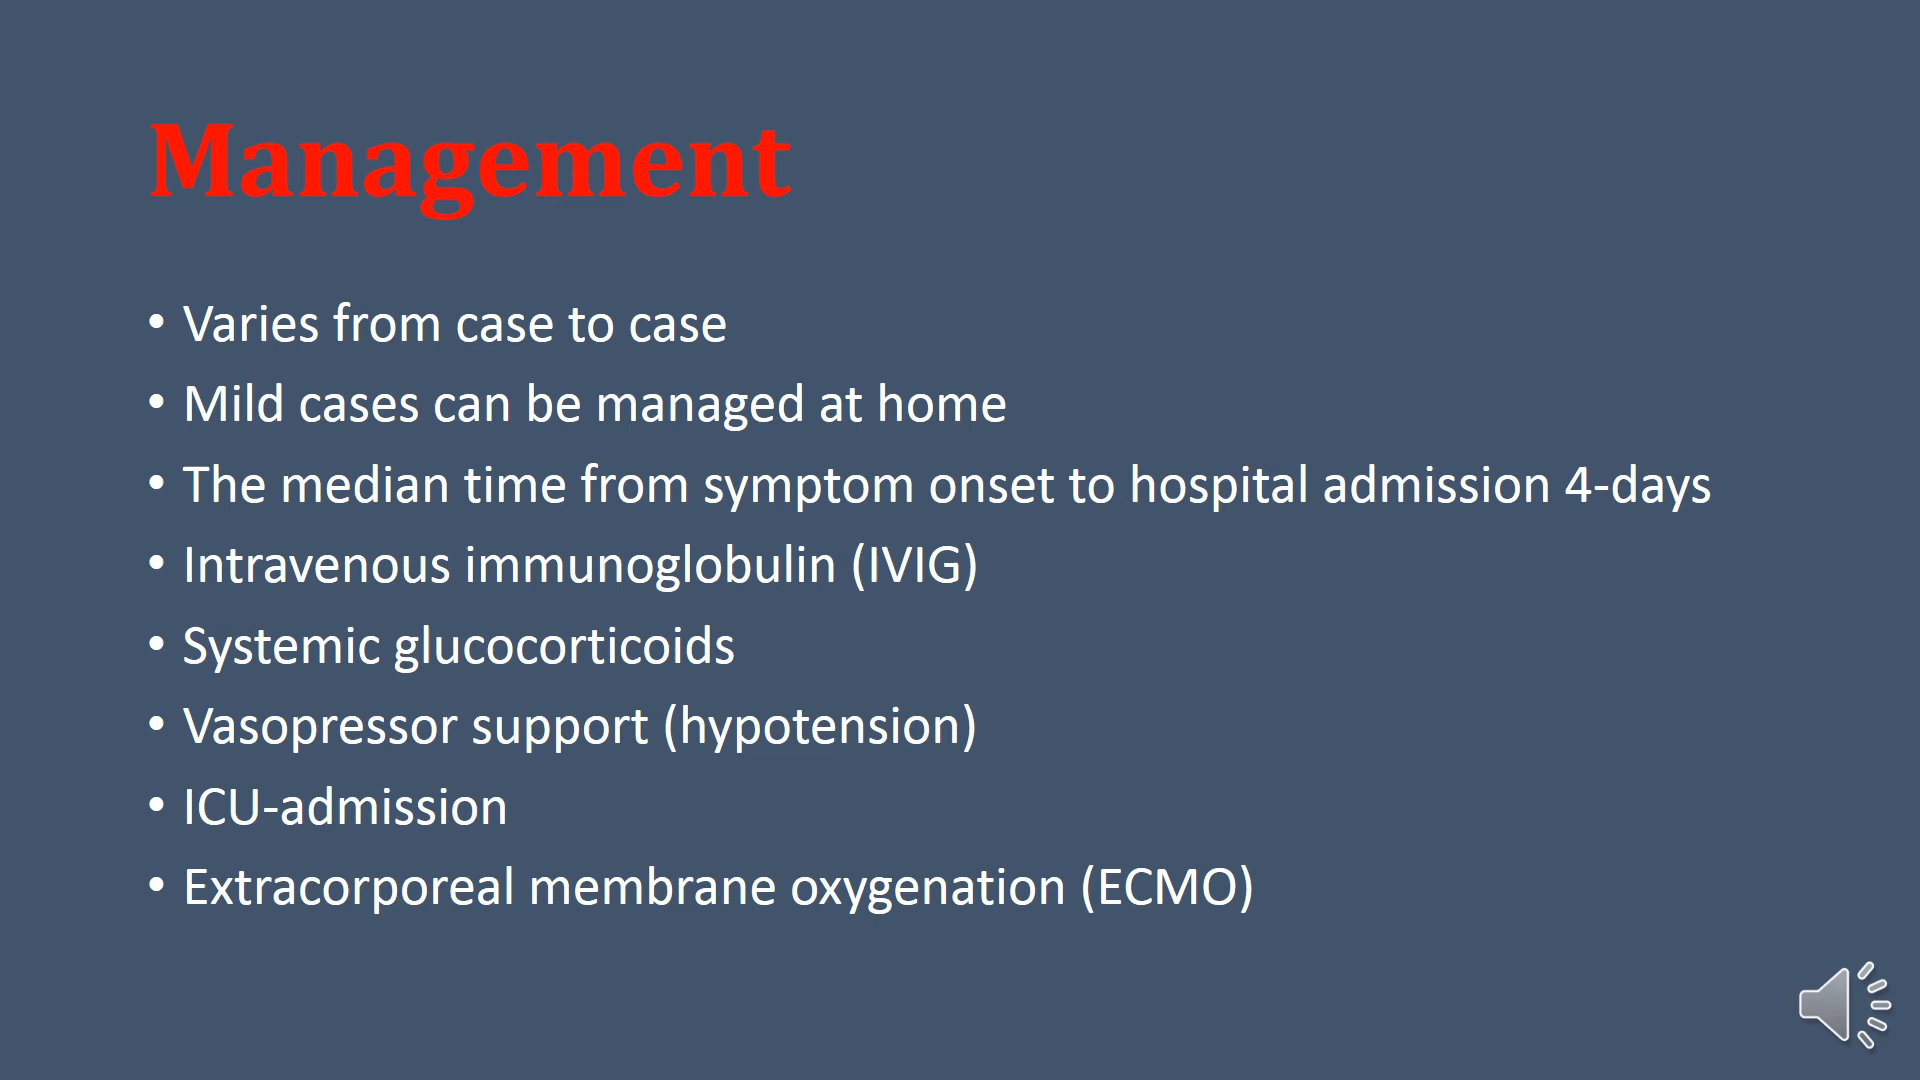 Management
• Varies from case to case
• Mild cases can be managed at home
• The median time from symptom onset to hospital admission 4-days
• Intravenous immunoglobulin (IVIG)
• Systemic glucocorticoids
• Vasopressor support (hypotension)
• ICU-admission
• Extracorporeal membrane oxygenation (ECMO)